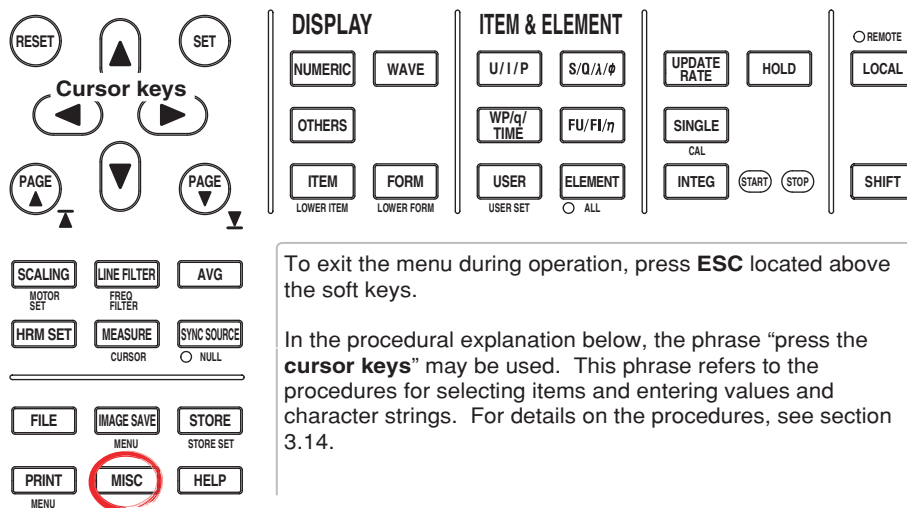 RESET
SET
Cursor keys
PAGE
PAGE
DISPLAY
NUMERIC
WAVE
OTHERS
ITEM
FORM
LOWER ITEM
LOWER FORM
ITEM & ELEMENT
U/I/P
S/Q/λ/ϕ
WP/q/
TIME
FU/FI/η
USER
ELEMENT
USER SET
ALL
UPDATE
RATE
HOLD
SINGLE
CAL
INTEG
START
STOP
REMOTE
LOCAL
SHIFT
SCALING
LINE FILTER
AVG
MOTOR
SET
FREQ
FILTER
HRM SET
MEASURE
SYNC SOURCE
CURSOR
NULL
FILE
IMAGE SAVE
STORE
MENU
STORE SET
PRINT
MISC
HELP
MENU
To exit the menu during operation, press ESC located above
the soft keys.
In the procedural explanation below, the phrase “press the
cursor keys” may be used. This phrase refers to the
procedures for selecting items and entering values and
character strings. For details on the procedures, see section
3.14.